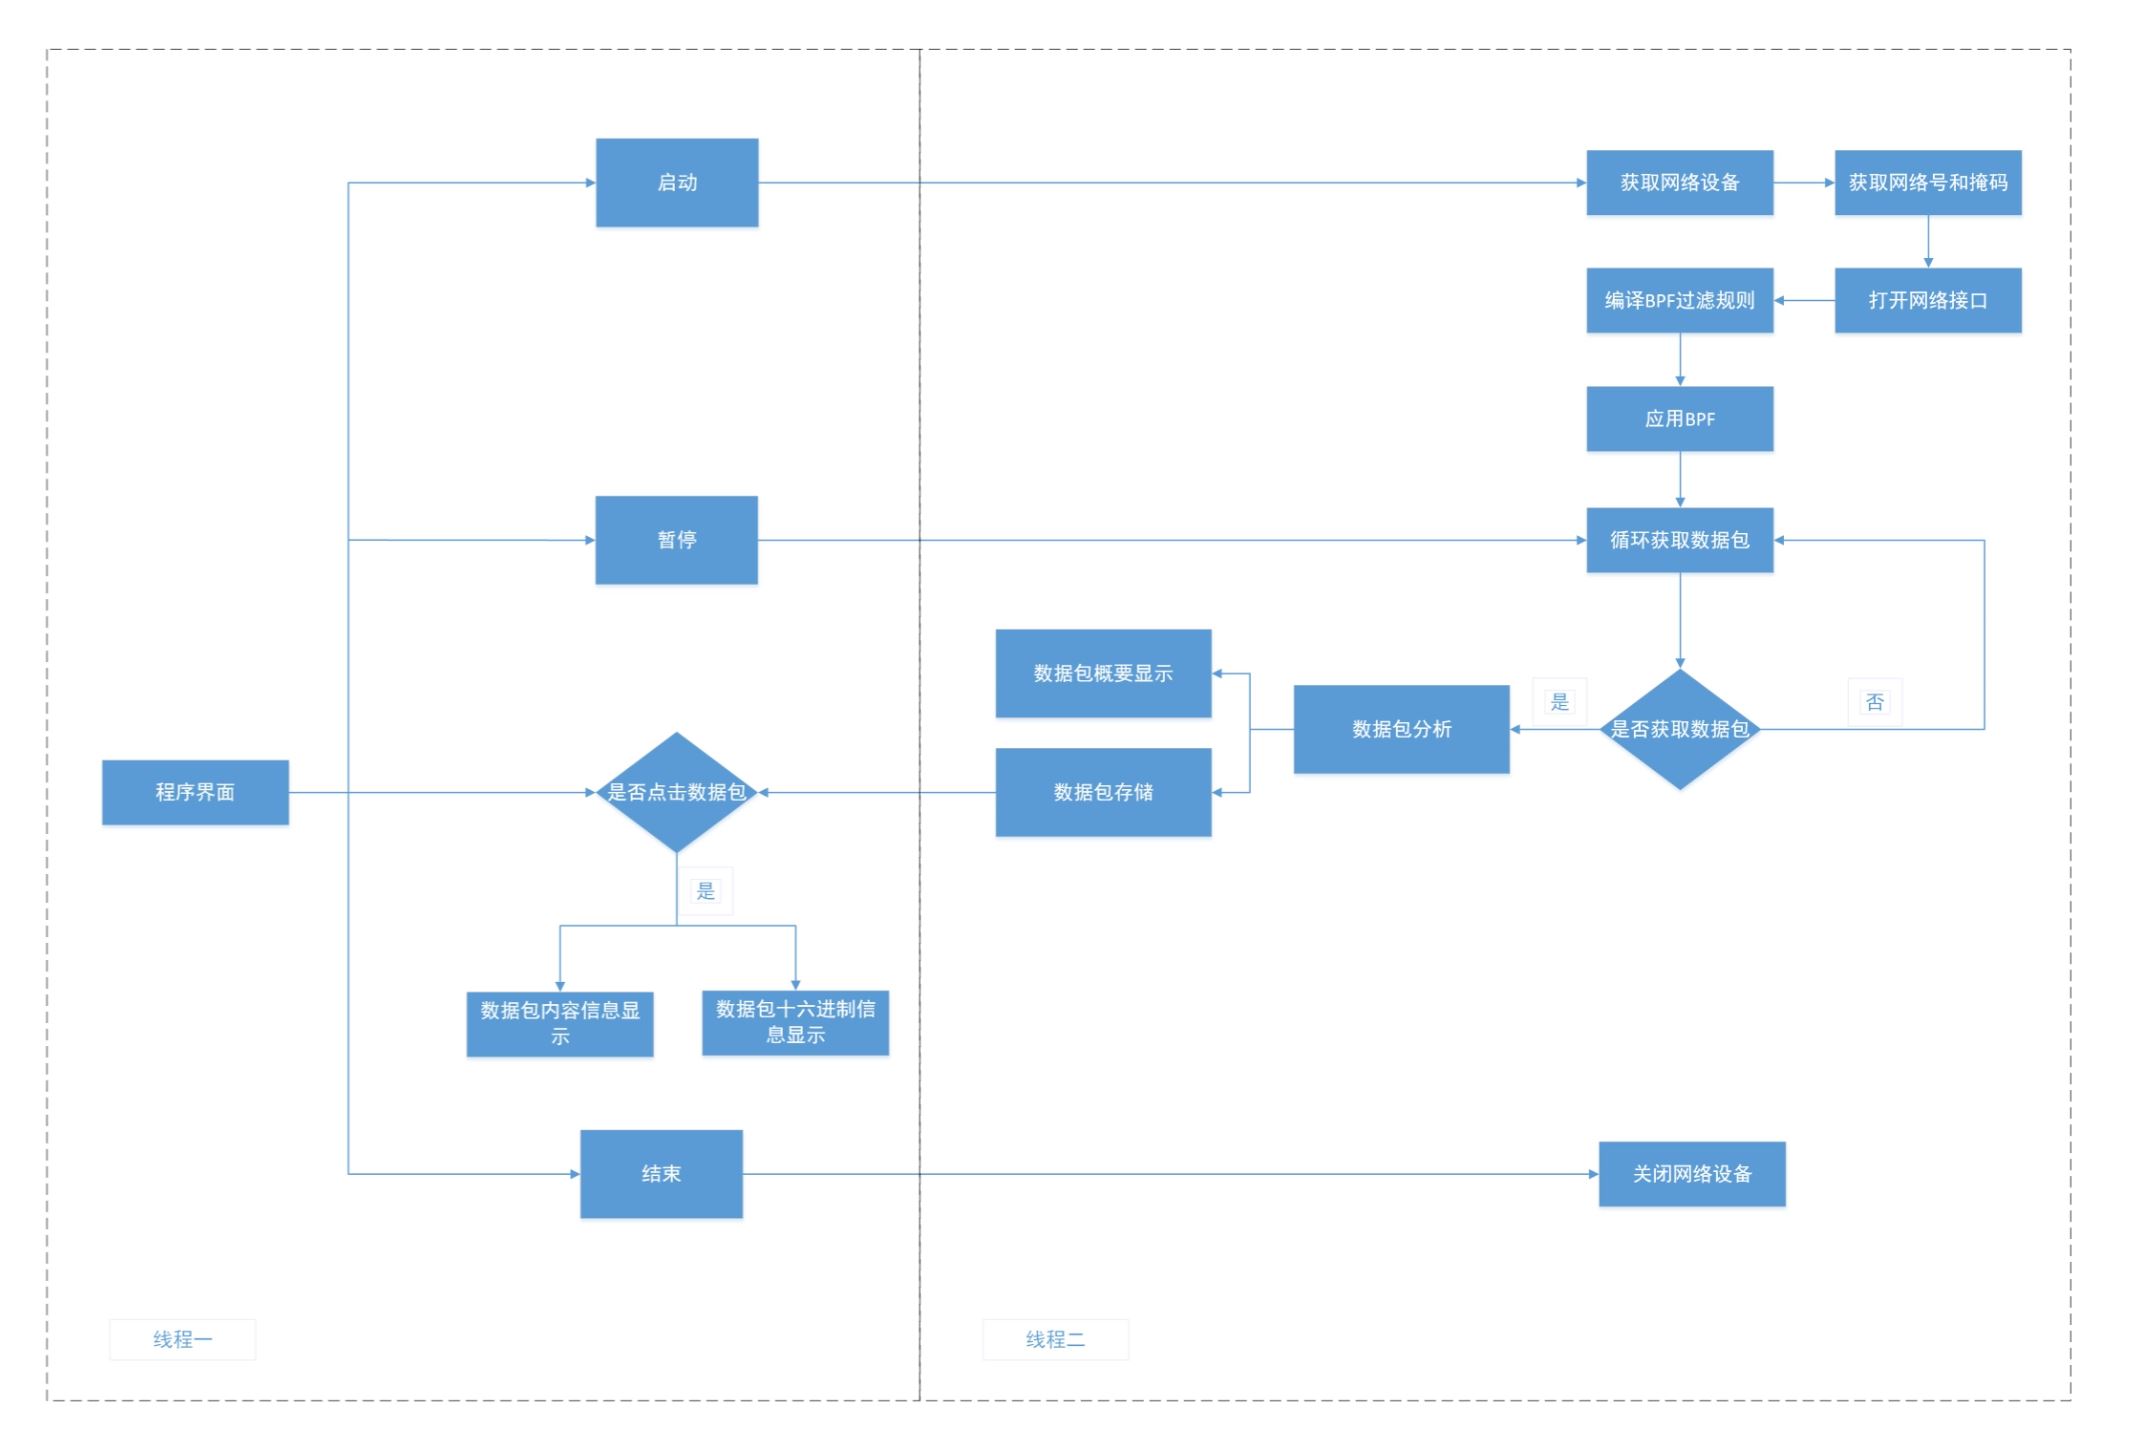 启动
获取网络设备
获取网络号和掩码
编译BPF过滤规则
打开网络接口
应用BPF
暂停
循环获取数据包
数据包概要显示
数据包分析
是
是否获取数据包
否
程序界面
是否点击数据包
数据包存储
是
数据包内容信息显
示
数据包十六进制信
息显示
结束
关闭网络设备
线程一
线程二